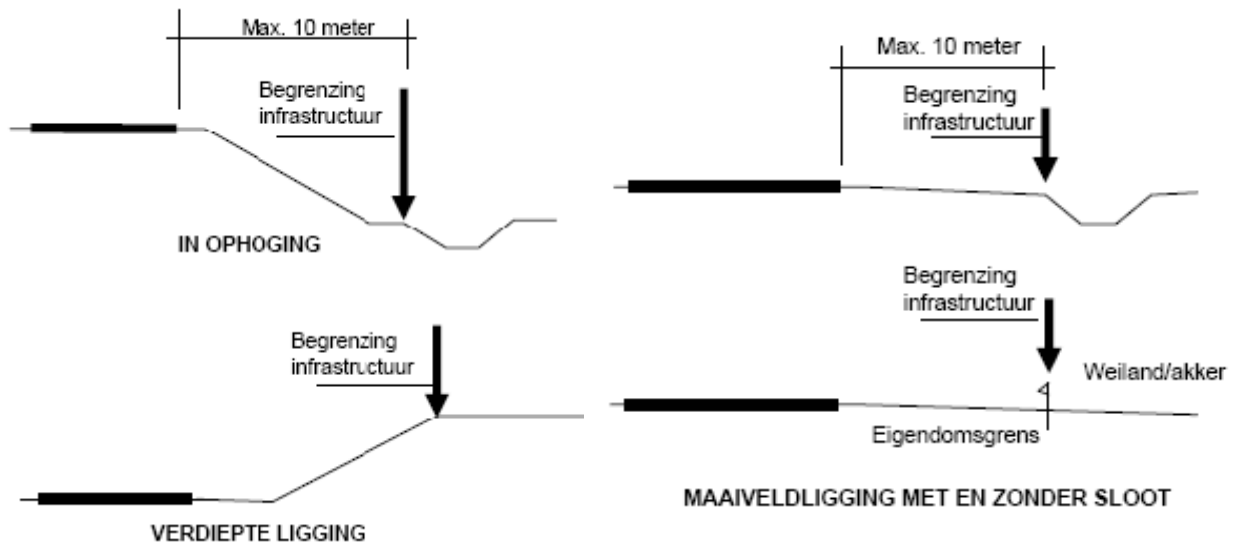 Max. 10 meter
Begrenzing
infrastructuur
IN OPHOGING
Begrenzing
infrastructuur
VERDIEPTE LIGGING
Max. 10 meter
Begrenzing
infrastructuur
Begrenzing
infrastructuur
Weiland/akker
Eigendomsgrens
MAAIVELDLIGGING MET EN ZONDER SLOOT